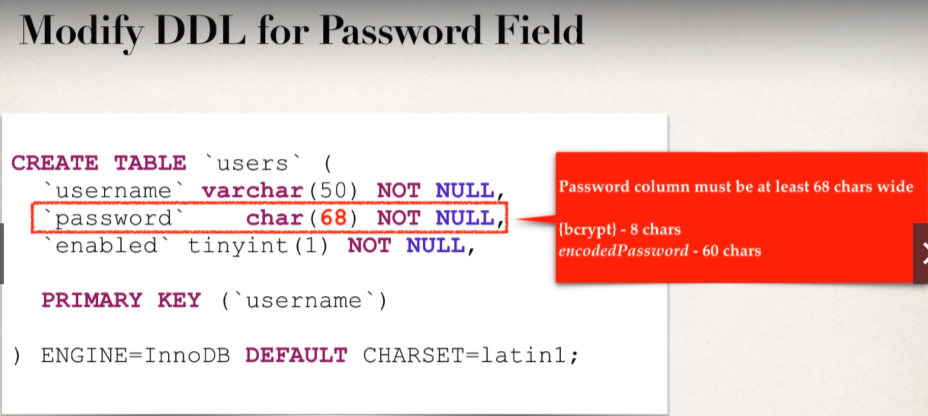 Modify DDL for Password Field
CREATE TABLE `users` (
`username` varchar(50) NOT NULL,
`password` char(68) NOT NULL,
`enabled` tinyint(1) NOT NULL,
PRIMARY KEY (`username`)
) ENGINE=InnoDB DEFAULT CHARSET=latin1;
Password column must be at least 68 chars wide
{bcrypt} - 8 chars
encodedPassword - 60 chars